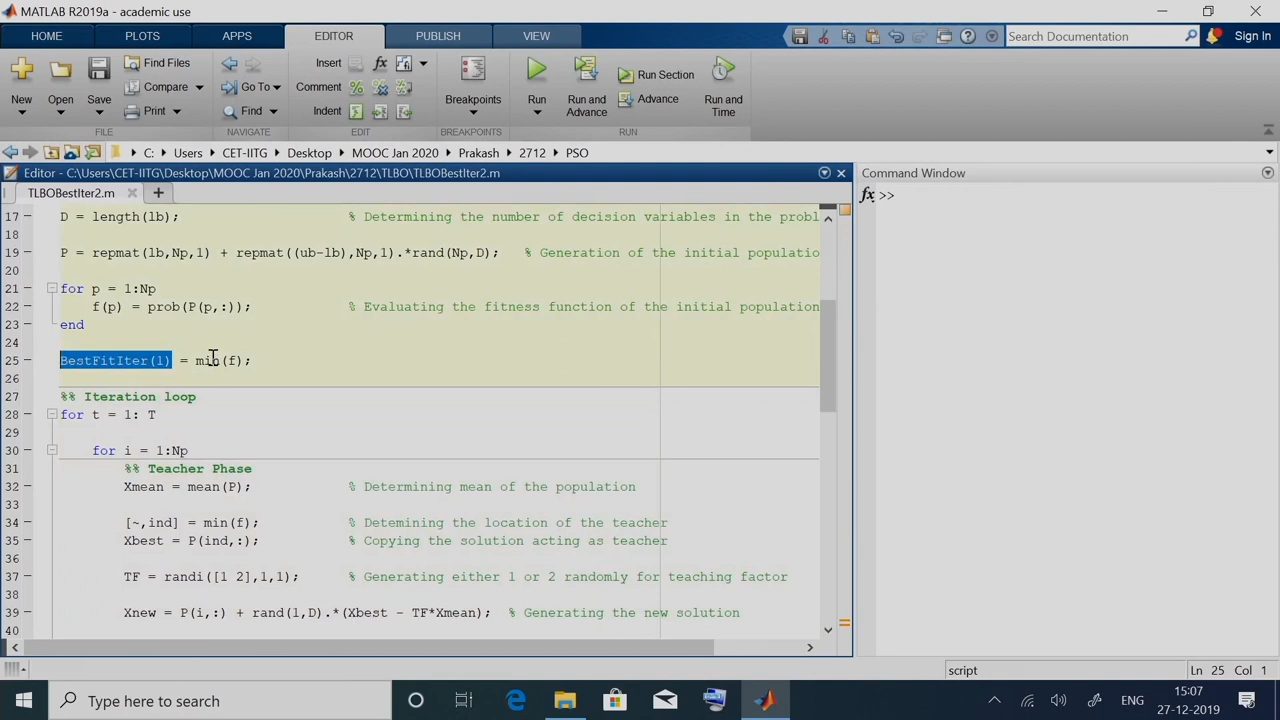 MATLAB R2019a - academic use
HOME PLOTS APPS EDITOR PUBLISH VIEW Search Documentation Sign In
New Open Save Find Files Compare Print Go To Find Insert fx Comment Indent Breakpoints Run Run and Advance Run Section Advance Run and Time
FILE NAVIGATE EDIT BREAKPOINTS RUN
C: Users CET-IITG Desktop MOOC Jan 2020 Prakash 2712 PSO
Editor - C:\Users\CET-IITG\Desktop\MOOC Jan 2020\Prakash\2712\TLBO\TLBOBestIter2.m
Command Window
TLBOBestIter2.m
fx >>
17 D = length(lb); % Determining the number of decision variables in the probl
18
19 P = repmat(lb,Np,1) + repmat((ub-lb),Np,1).*rand(Np,D); % Generation of the initial populatio
20
21 for p = 1:Np
22 f(p) = prob(P(p,:)); % Evaluating the fitness function of the initial population
23 end
24
25 BestFitIter(1) = min(f);
26
27 %% Iteration loop
28 for t = 1: T
29
30 for i = 1:Np
31 %% Teacher Phase
32 Xmean = mean(P); % Determining mean of the population
33
34 [~,ind] = min(f); % Detemining the location of the teacher
35 Xbest = P(ind,:); % Copying the solution acting as teacher
36
37 TF = randi([1 2],1,1); % Generating either 1 or 2 randomly for teaching factor
38
39 Xnew = P(i,:) + rand(1,D).*(Xbest - TF*Xmean); % Generating the new solution
40
script Ln 25 Col 1
Type here to search
ENG
15:07
27-12-2019